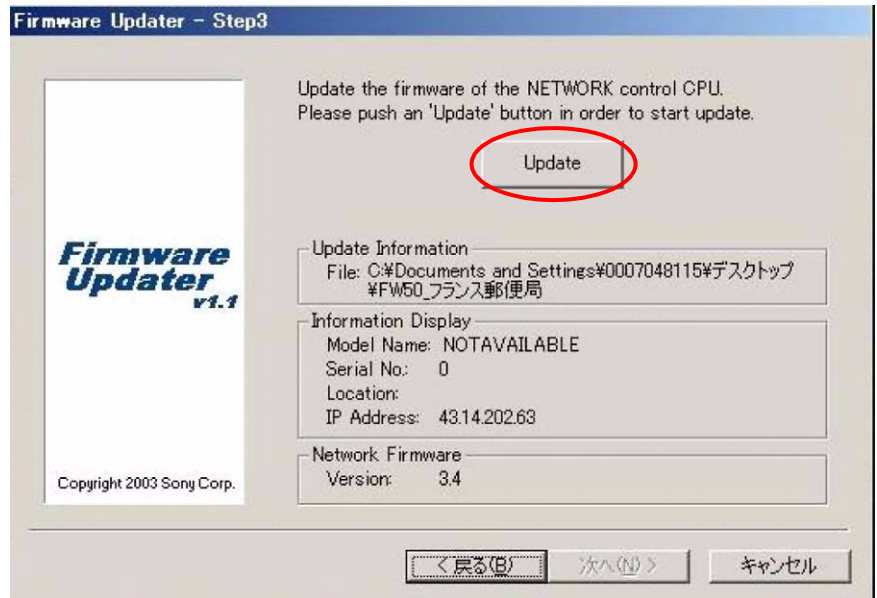 Firmware Updater - Step3
Update the firmware of the NETWORK control CPU.
Please push an 'Update' button in order to start update.
Update
Firmware
Updater
v1.1
Update Information
File: C:¥Documents and Settings¥0007048115¥デスクトップ
¥FW50_フランス郵便局
Information Display
Model Name: NOTAVAILABLE
Serial No.: 0
Location:
IP Address: 43.14.202.63
Network Firmware
Version: 3.4
Copyright 2003 Sony Corp.
< 戻る(B)
次へ(N) >
キャンセル